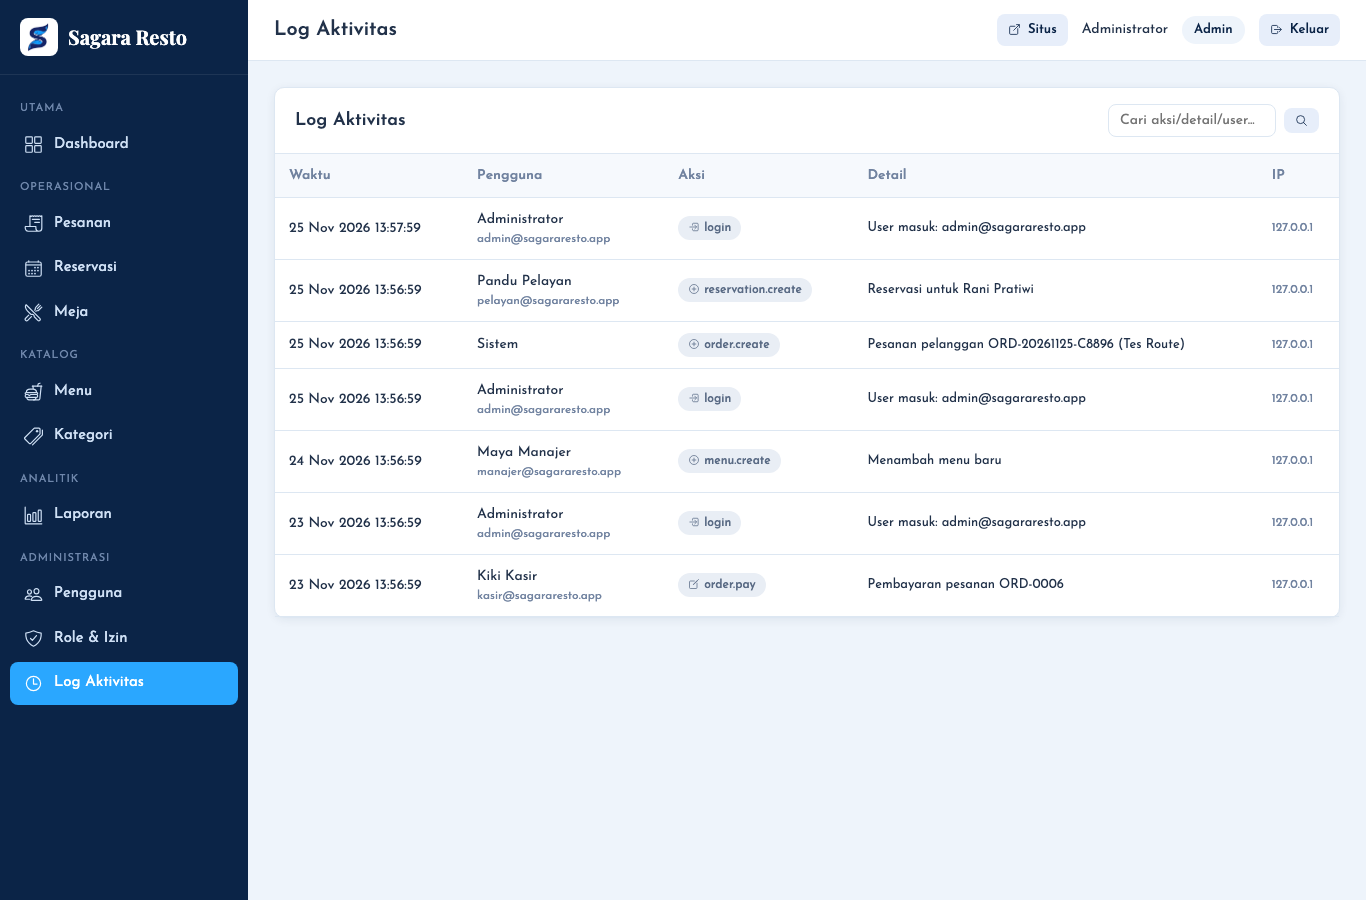 Sagara Resto
UTAMA
Dashboard
OPERASIONAL
Pesanan
Reservasi
Meja
KATALOG
Menu
Kategori
ANALITIK
Laporan
ADMINISTRASI
Pengguna
Role & Izin
Log Aktivitas
Log Aktivitas
Situs Administrator Admin Keluar
Log Aktivitas
Cari aksi/detail/user...
Waktu Pengguna Aksi Detail IP
25 Nov 2026 13:57:59 Administrator login User masuk: admin@sagararesto.app 127.0.0.1
admin@sagararesto.app
25 Nov 2026 13:56:59 Pandu Pelayan reservation.create Reservasi untuk Rani Pratiwi 127.0.0.1
pelayan@sagararesto.app
25 Nov 2026 13:56:59 Sistem order.create Pesanan pelanggan ORD-20261125-C8896 (Tes Route) 127.0.0.1
25 Nov 2026 13:56:59 Administrator login User masuk: admin@sagararesto.app 127.0.0.1
admin@sagararesto.app
24 Nov 2026 13:56:59 Maya Manajer menu.create Menambah menu baru 127.0.0.1
manajer@sagararesto.app
23 Nov 2026 13:56:59 Administrator login User masuk: admin@sagararesto.app 127.0.0.1
admin@sagararesto.app
23 Nov 2026 13:56:59 Kiki Kasir order.pay Pembayaran pesanan ORD-0006 127.0.0.1
kasir@sagararesto.app